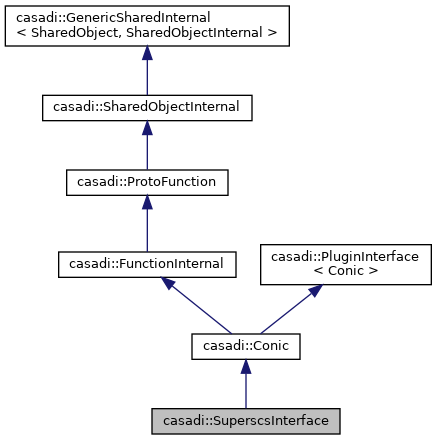 casadi::GenericSharedInternal
< SharedObject, SharedObjectInternal >
casadi::SharedObjectInternal
casadi::ProtoFunction
casadi::FunctionInternal
casadi::PluginInterface
< Conic >
casadi::Conic
casadi::SuperscsInterface